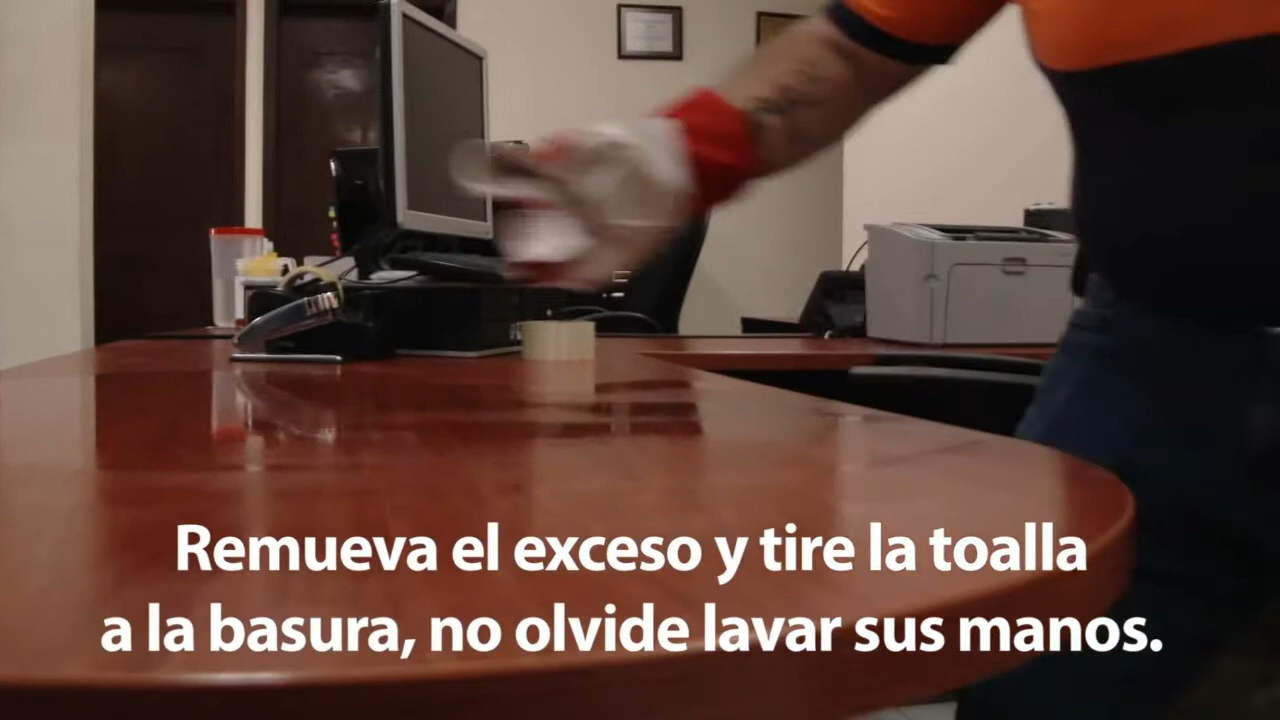 Remueva el exceso y tire la toalla
a la basura, no olvide lavar sus manos.